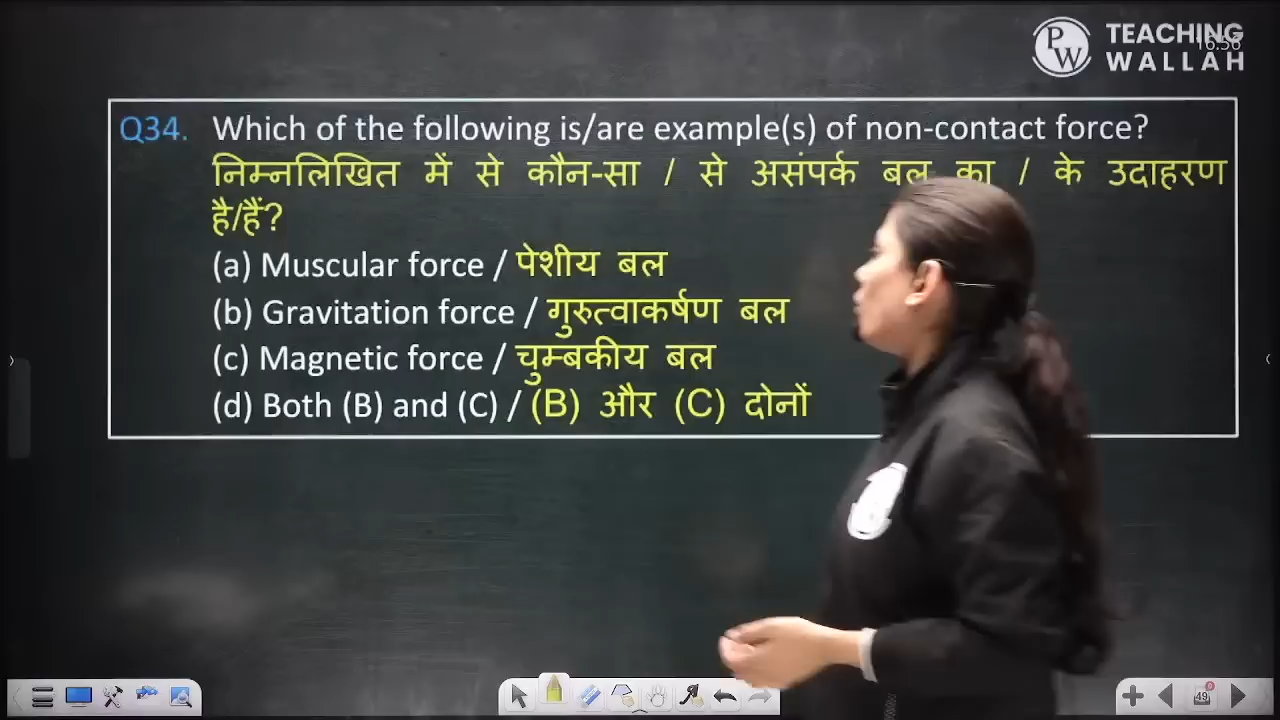 PW TEACHING
WALLAH
16:56
Q34. Which of the following is/are example(s) of non-contact force?
निम्नलिखित में से कौन-सा / से असंपर्क बल का / के उदाहरण
है/हैं?
(a) Muscular force / पेशीय बल
(b) Gravitation force / गुरुत्वाकर्षण बल
(c) Magnetic force / चुम्बकीय बल
(d) Both (B) and (C) / (B) और (C) दोनों
49